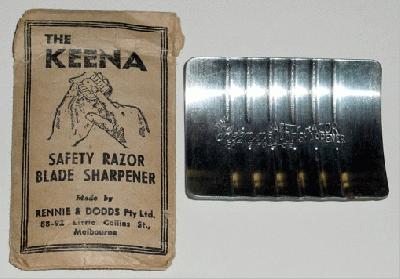 THE
KEENA
SAFETY RAZOR
BLADE SHARPENER
Made by
RENNIE & DODDS Pty Ltd.
Little Collins St.,
Melbourne